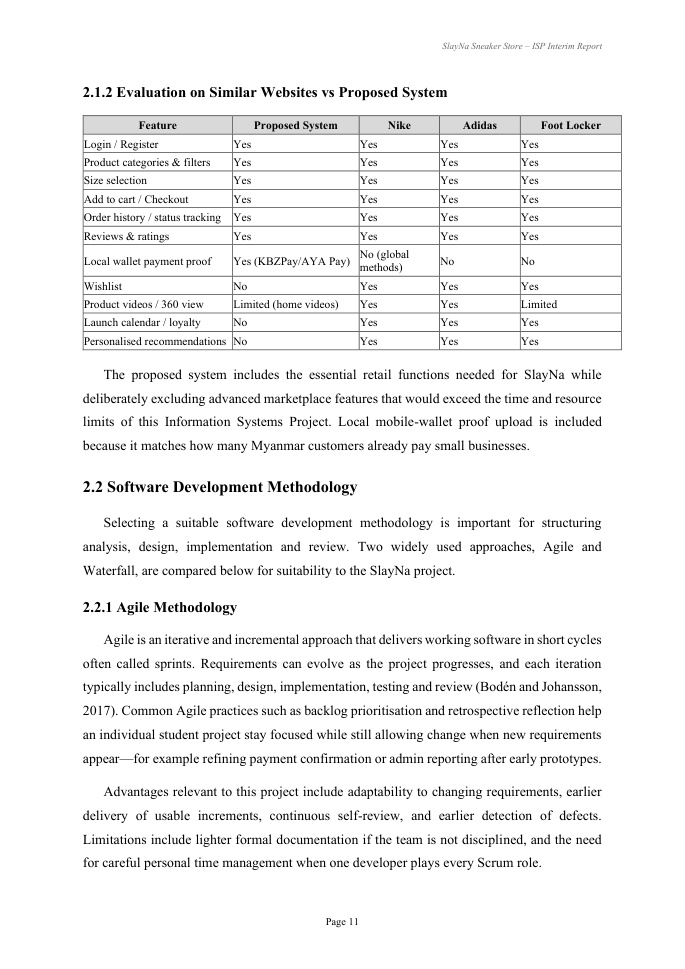 SlayNa Sneaker Store – ISP Interim Report
2.1.2 Evaluation on Similar Websites vs Proposed System
Feature Proposed System Nike Adidas Foot Locker
Login / Register Yes Yes Yes Yes
Product categories & filters Yes Yes Yes Yes
Size selection Yes Yes Yes Yes
Add to cart / Checkout Yes Yes Yes Yes
Order history / status tracking Yes Yes Yes Yes
Reviews & ratings Yes Yes Yes Yes
Local wallet payment proof Yes (KBZPay/AYA Pay) No (global methods) No No
Wishlist No Yes Yes Yes
Product videos / 360 view Limited (home videos) Yes Yes Limited
Launch calendar / loyalty No Yes Yes Yes
Personalised recommendations No Yes Yes Yes
The proposed system includes the essential retail functions needed for SlayNa while
deliberately excluding advanced marketplace features that would exceed the time and resource
limits of this Information Systems Project. Local mobile-wallet proof upload is included
because it matches how many Myanmar customers already pay small businesses.
2.2 Software Development Methodology
Selecting a suitable software development methodology is important for structuring
analysis, design, implementation and review. Two widely used approaches, Agile and
Waterfall, are compared below for suitability to the SlayNa project.
2.2.1 Agile Methodology
Agile is an iterative and incremental approach that delivers working software in short cycles
often called sprints. Requirements can evolve as the project progresses, and each iteration
typically includes planning, design, implementation, testing and review (Bodén and Johansson,
2017). Common Agile practices such as backlog prioritisation and retrospective reflection help
an individual student project stay focused while still allowing change when new requirements
appear—for example refining payment confirmation or admin reporting after early prototypes.
Advantages relevant to this project include adaptability to changing requirements, earlier
delivery of usable increments, continuous self-review, and earlier detection of defects.
Limitations include lighter formal documentation if the team is not disciplined, and the need
for careful personal time management when one developer plays every Scrum role.
Page 11